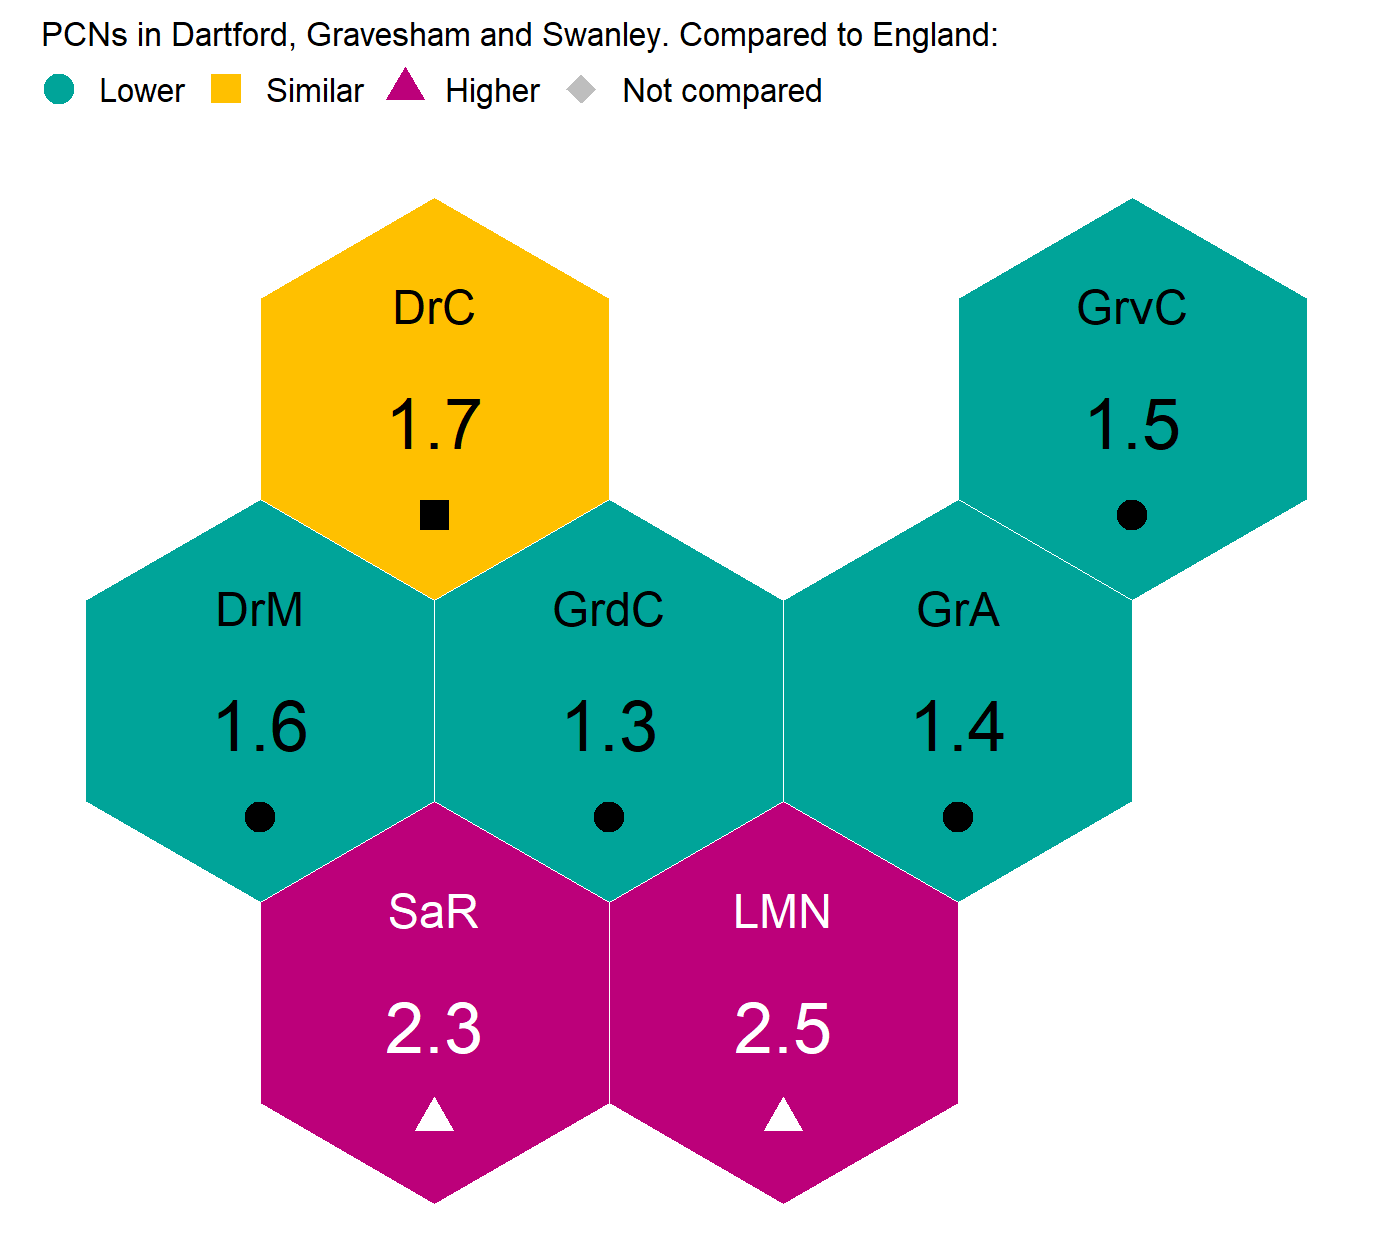 PCNs in Dartford, Gravesham and Swanley. Compared to England:
Lower Similar Higher Not compared
DrC GrvC
1.7 1.5
DrM GrdC GrA
1.6 1.3 1.4
SaR LMN
2.3 2.5